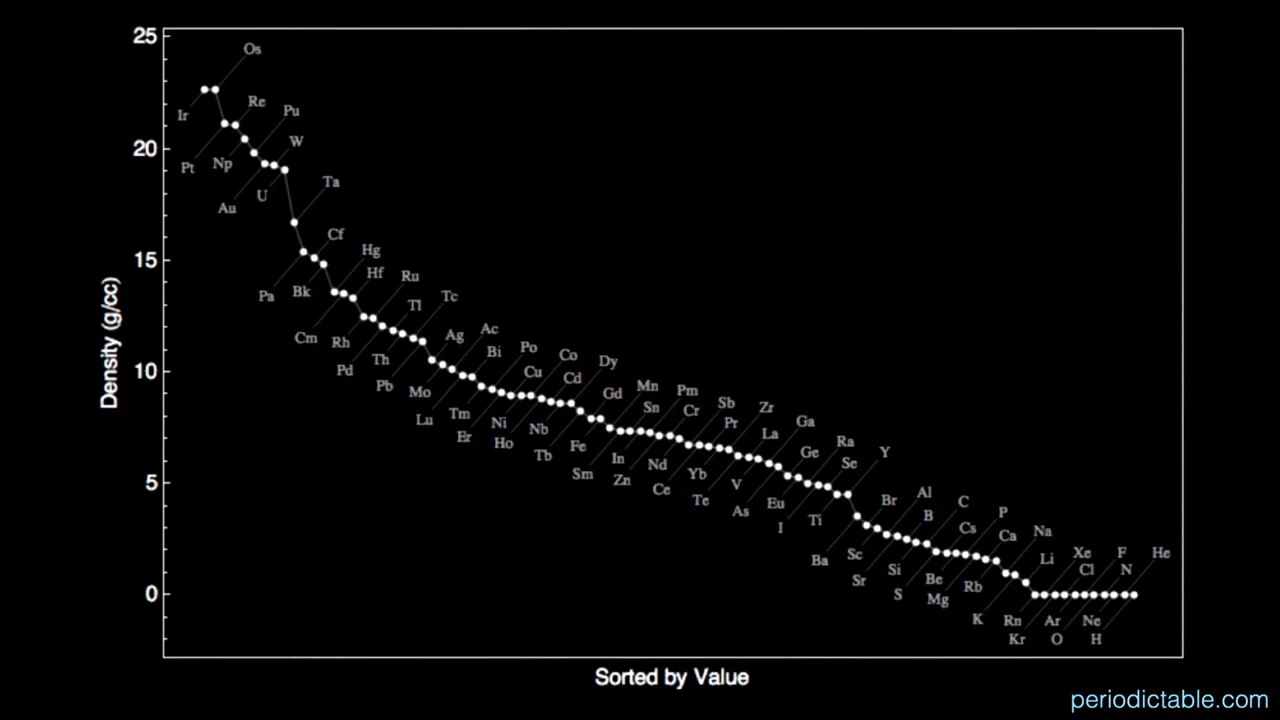 25
Os
Ir
Re
Pu
20
W
Np
Pt
U
Ta
Au
Cf
15
Hg
Hf
Ru
Pa
Bk
Tl
Tc
Cm
Rh
Ag
Ac
Th
Bi
Po
Co
Dy
Density (g/cc)
10
Pd
Pb
Mo
Cu
Cd
Gd
Mn
Pm
Sn
Cr
Sb
Zr
Lu
Tm
Er
Ni
Ho
Nb
Tb
Fe
Pr
La
Ga
Sm
In
Zn
Nd
Ce
Yb
Te
Ge
Ra
Se
Y
5
V
As
Eu
I
Ti
Br
Al
C
P
Na
B
Cs
Ca
Li
Ba
Sc
Sr
Si
S
Be
Mg
Rb
K
Xe
F
He
Cl
N
0
Rn
Ar
Ne
Kr
O
H
Sorted by Value
periodictable.com